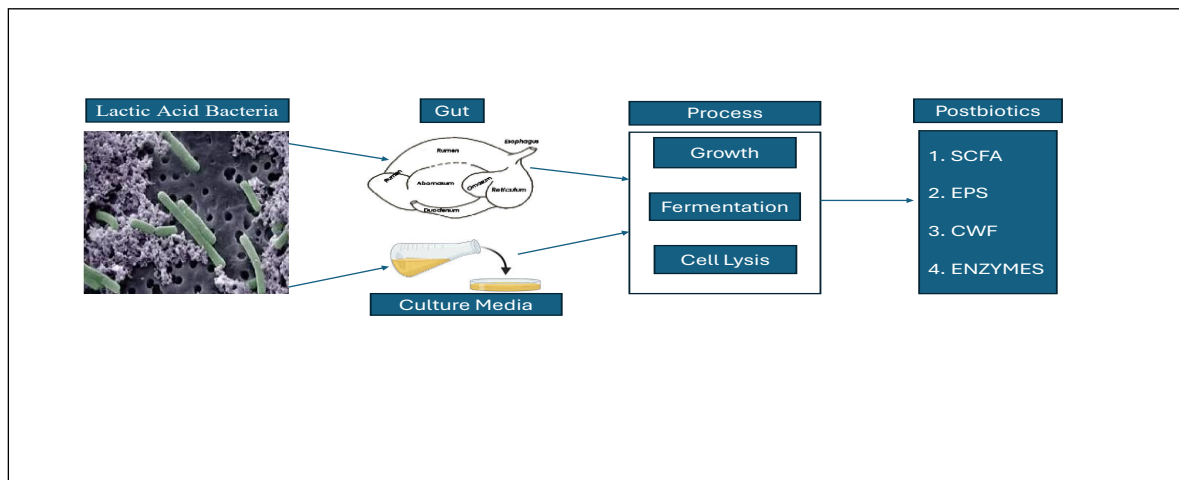 Lactic Acid Bacteria
Gut
Esophagus
Rumen
Rumen
Abomasum
Omasum
Reticulum
Duodenum
Culture Media
Process
Growth
Fermentation
Cell Lysis
Postbiotics
1. SCFA
2. EPS
3. CWF
4. ENZYMES